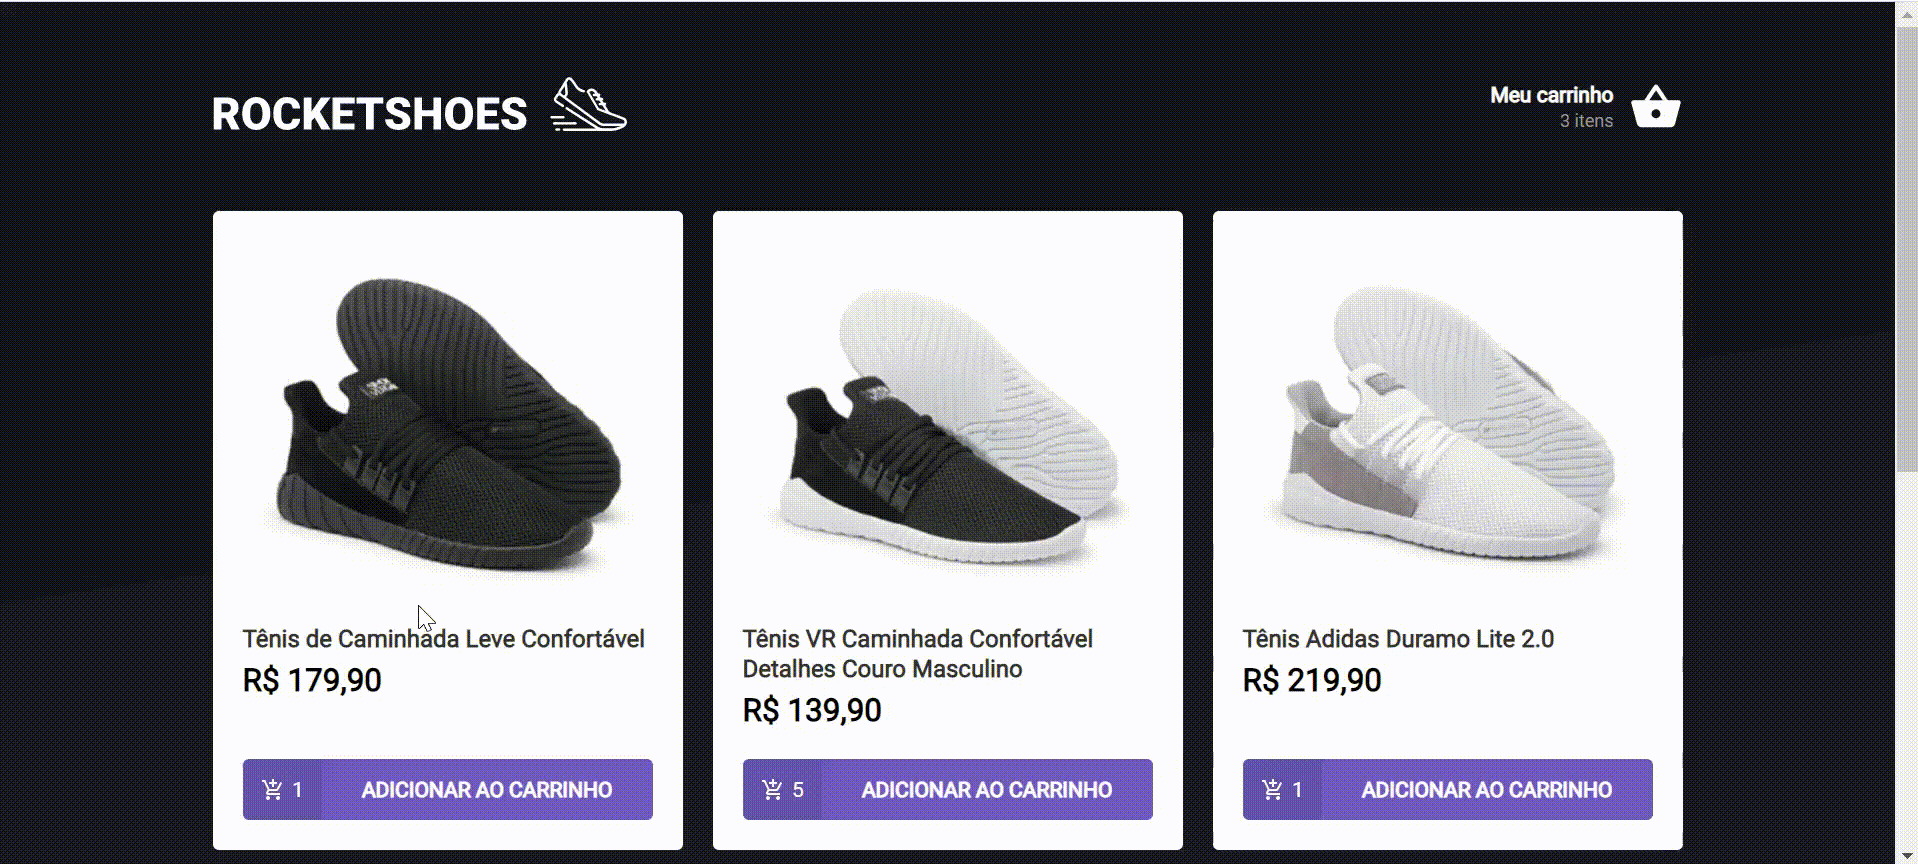 ROCKETSHOES
Meu carrinho
3 itens
Tênis de Caminhada Leve Confortável
R$ 179,90
1 ADICIONAR AO CARRINHO
Tênis VR Caminhada Confortável
Detalhes Couro Masculino
R$ 139,90
5 ADICIONAR AO CARRINHO
Tênis Adidas Duramo Lite 2.0
R$ 219,90
1 ADICIONAR AO CARRINHO